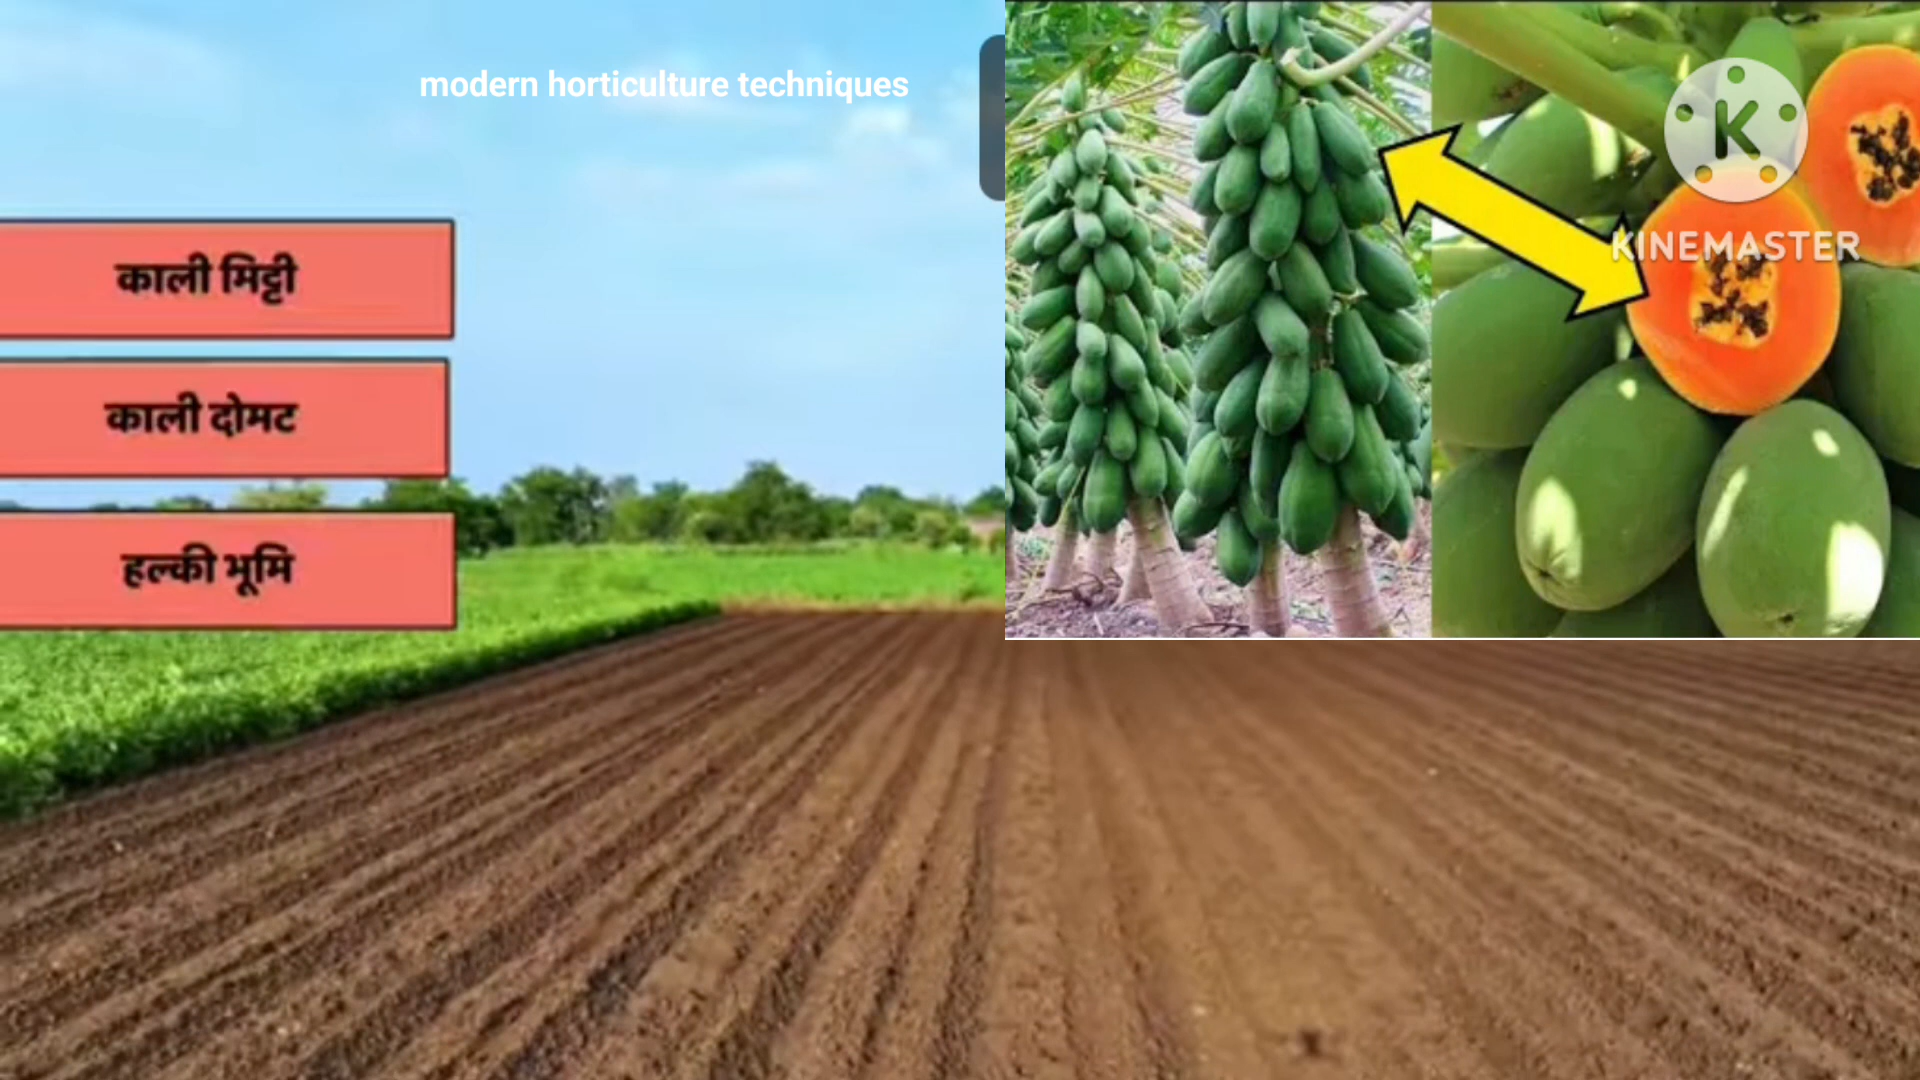 modern horticulture techniques
काली मिट्टी
काली दोमट
हल्की भूमि
K
KINEMASTER